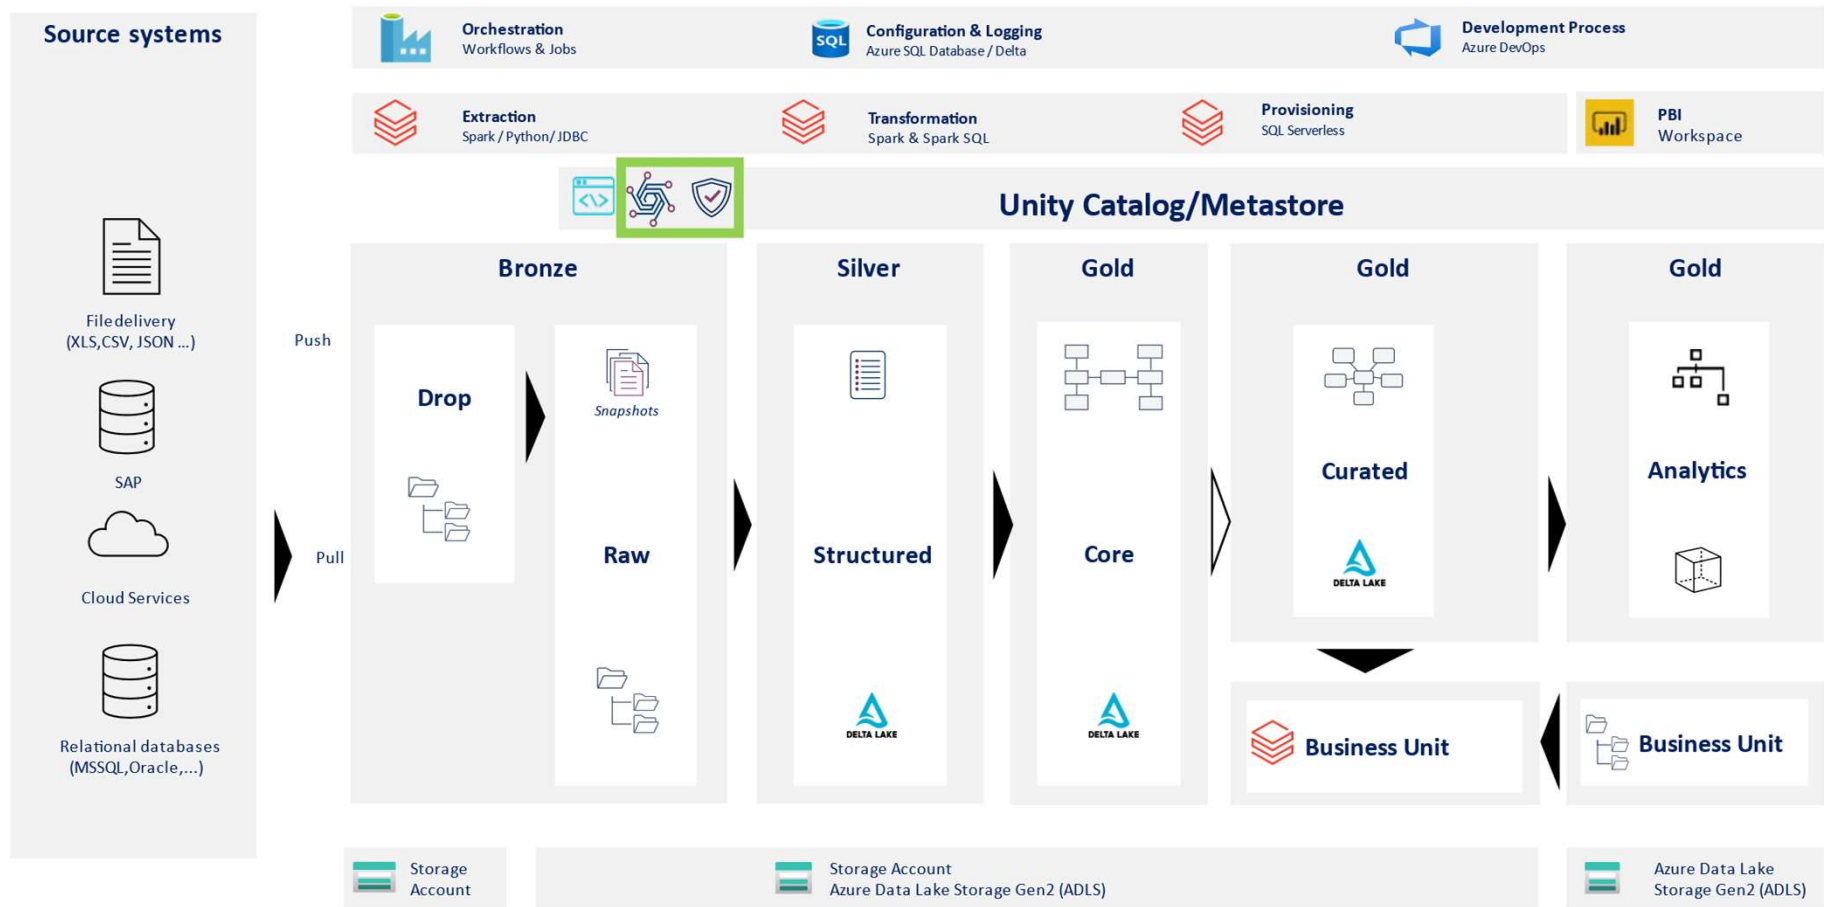 Source systems
Filedelivery
(XLS,CSV, JSON ...)
SAP
Cloud Services
Relational databases
(MSSQL,Oracle,...)
Push
Pull
Orchestration
Workflows & Jobs
SQL
Configuration & Logging
Azure SQL Database / Delta
Development Process
Azure DevOps
Extraction
Spark / Python/ JDBC
Transformation
Spark & Spark SQL
Provisioning
SQL Serverless
PBI
Workspace
Unity Catalog/Metastore
Bronze
Drop
Snapshots
Raw
Silver
Structured
DELTA LAKE
Gold
Core
DELTA LAKE
Gold
Curated
DELTA LAKE
Gold
Analytics
Business Unit
Business Unit
Storage
Account
Storage Account
Azure Data Lake Storage Gen2 (ADLS)
Azure Data Lake
Storage Gen2 (ADLS)